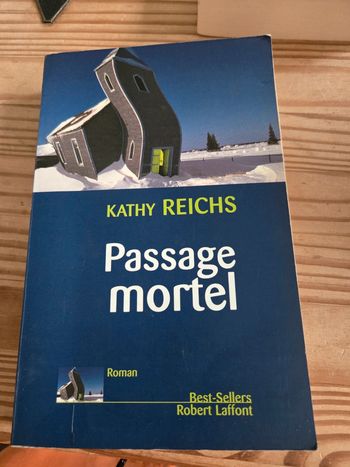 KATHY REICHS
Passage
mortel
Roman
Best-Sellers
Robert Laffont